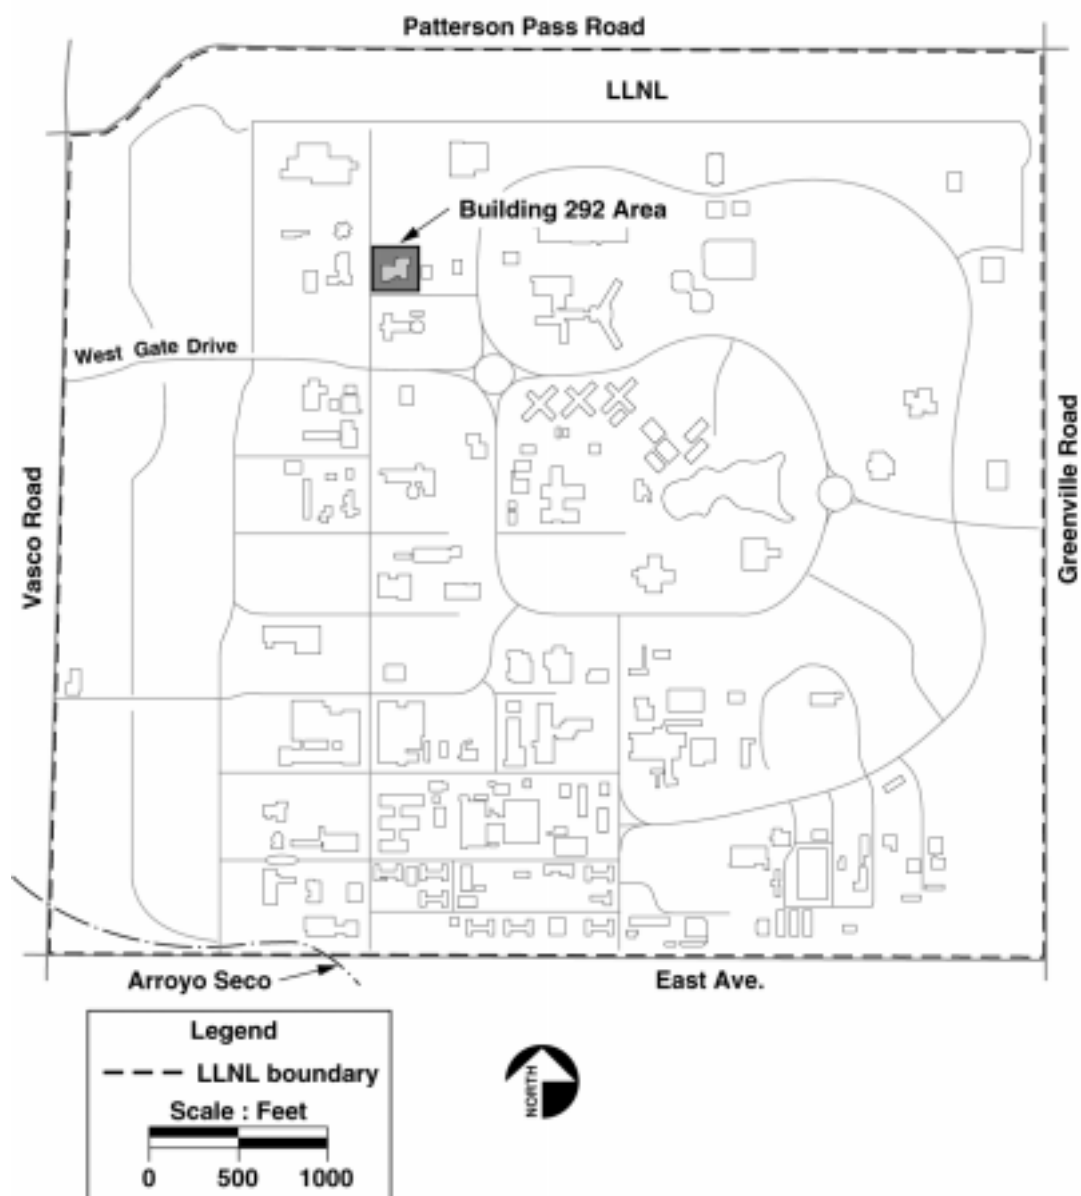 Patterson Pass Road
LLNL
Building 292 Area
West Gate Drive
Vasco Road
Greenville Road
Arroyo Seco
East Ave.
Legend
LLNL boundary
Scale : Feet
0 500 1000
NORTH